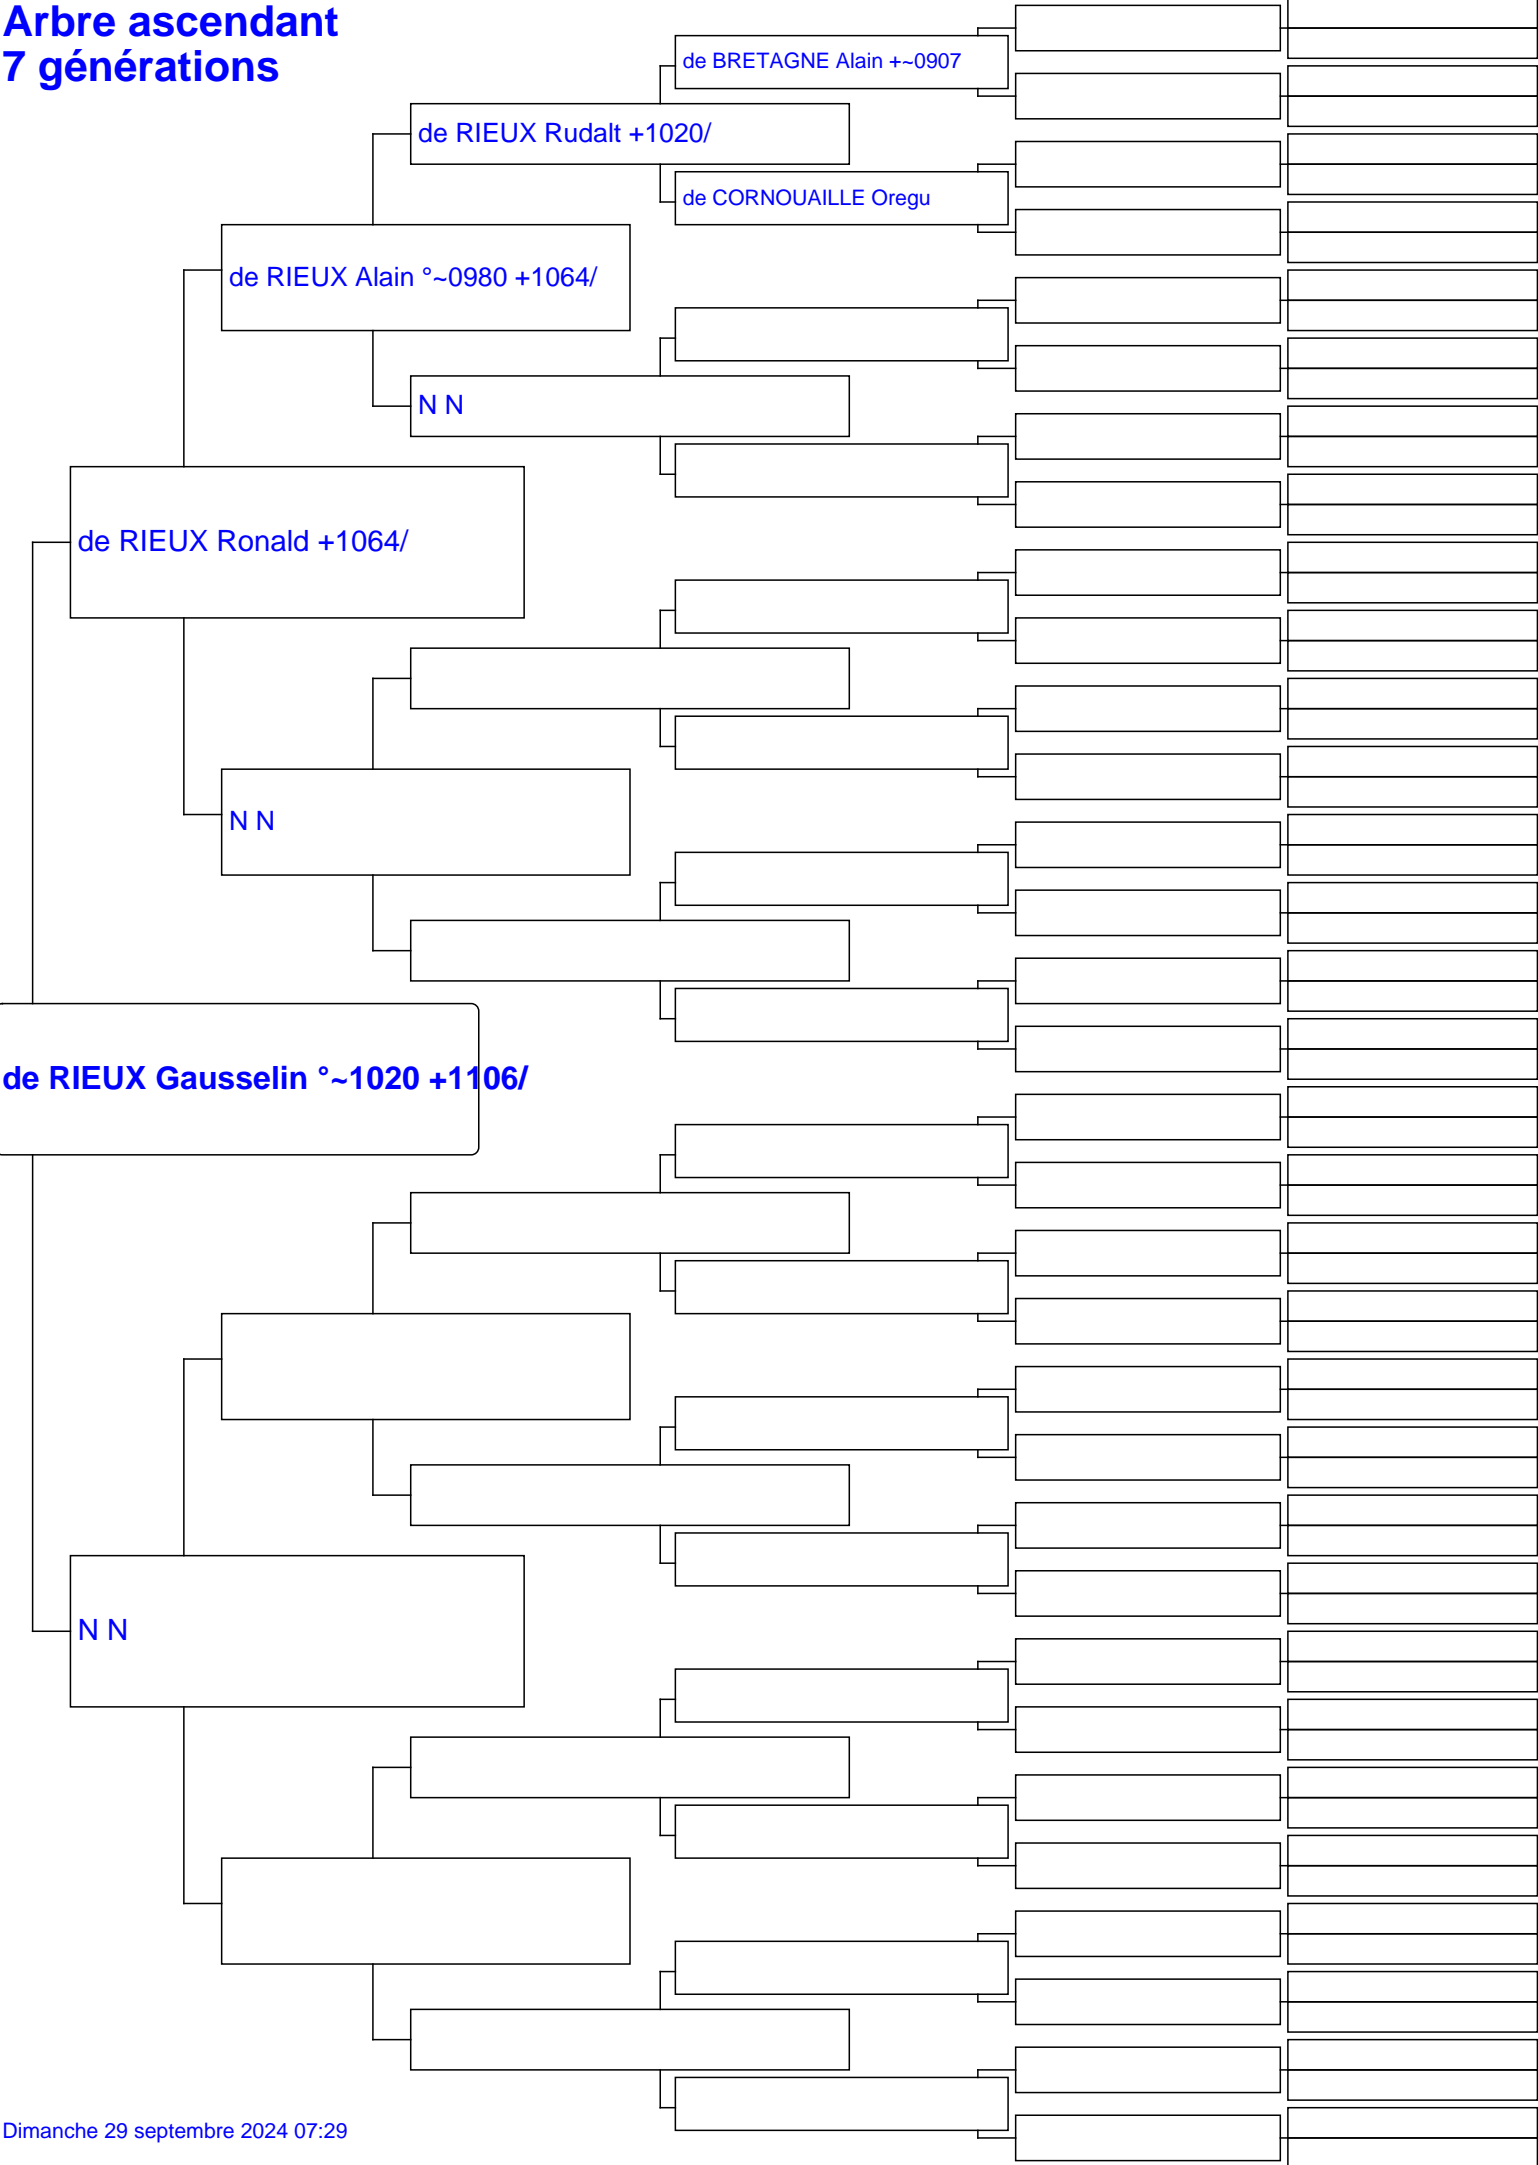 Arbre ascendant
7 générations
de BRETAGNE Alain +~0907
de RIEUX Rudalt +1020/
de CORNOUAILLE Oregu
de RIEUX Alain °~0980 +1064/
N N
de RIEUX Ronald +1064/
N N
de RIEUX Gausselin °~1020 +1106/
N N
Dimanche 29 septembre 2024 07:29